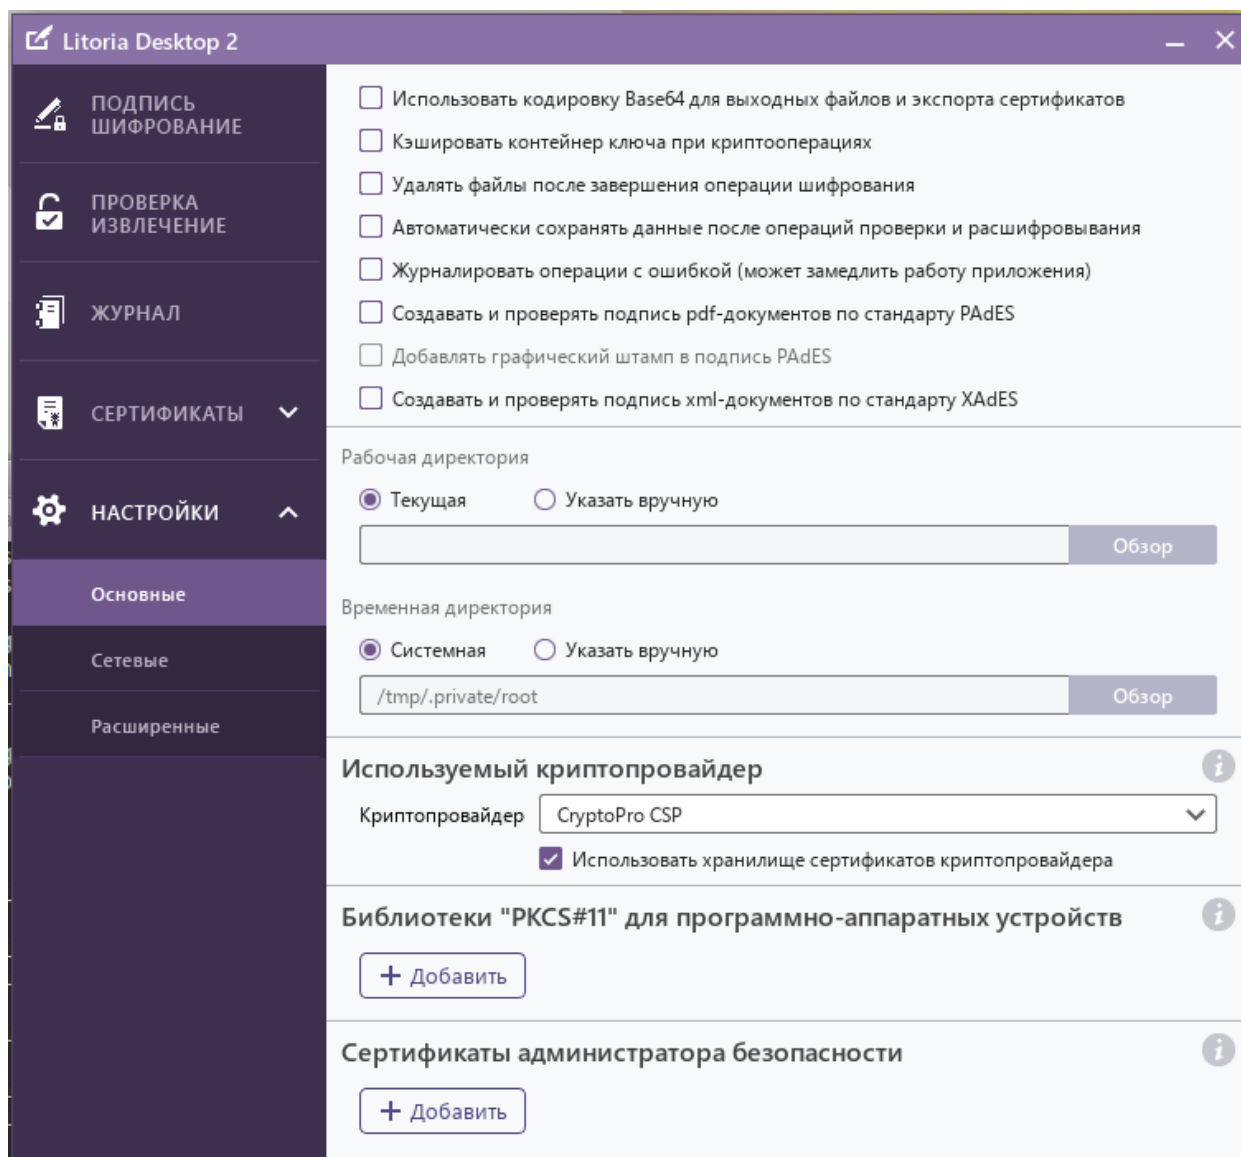 Litoria Desktop 2
ПОДПИСЬ
ШИФРОВАНИЕ
ПРОВЕРКА
ИЗВЛЕЧЕНИЕ
ЖУРНАЛ
СЕРТИФИКАТЫ
НАСТРОЙКИ
Основные
Сетевые
Расширенные
Использовать кодировку Base64 для выходных файлов и экспорта сертификатов
Кэшировать контейнер ключа при криптооперациях
Удалять файлы после завершения операции шифрования
Автоматически сохранять данные после операций проверки и расшифровывания
Журналировать операции с ошибкой (может замедлить работу приложения)
Создавать и проверять подпись pdf-документов по стандарту PAdES
Добавлять графический штамп в подпись PAdES
Создавать и проверять подпись xml-документов по стандарту XAdES
Рабочая директория
Текущая Указать вручную
Обзор
Временная директория
Системная Указать вручную
/tmp/.private/root Обзор
Используемый криптопровайдер
Криптопровайдер CryptoPro CSP
Использовать хранилище сертификатов криптопровайдера
Библиотеки "PKCS#11" для программно-аппаратных устройств
+ Добавить
Сертификаты администратора безопасности
+ Добавить